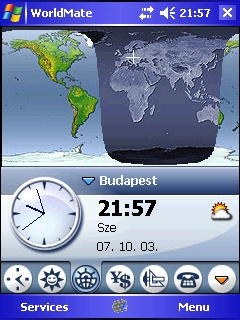 WorldMate 21:57
Budapest
21:57
Sze
07. 10. 03.
¥$
Services Menu